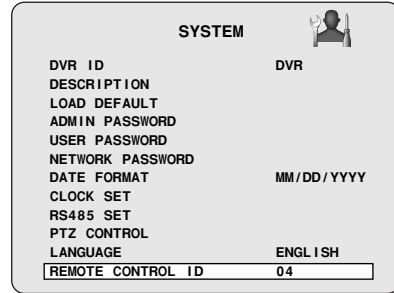 SYSTEM
DVR ID DVR
DESCRIPTION
LOAD DEFAULT
ADMIN PASSWORD
USER PASSWORD
NETWORK PASSWORD
DATE FORMAT MM/DD/YYYY
CLOCK SET
RS485 SET
PTZ CONTROL
LANGUAGE ENGLISH
REMOTE CONTROL ID 04